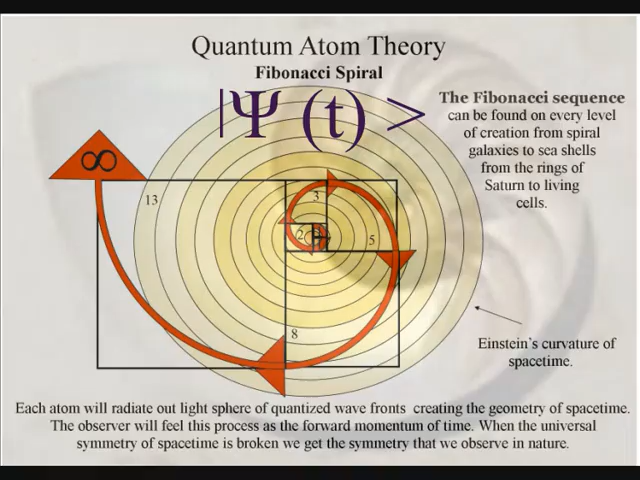 Quantum Atom Theory
Fibonacci Spiral
|Ψ (t) >
The Fibonacci sequence
can be found on every level
of creation from spiral
galaxies to sea shells
from the rings of
Saturn to living
cells.
∞
13
3
2
5
8
Einstein's curvature of
spacetime.
Each atom will radiate out light sphere of quantized wave fronts creating the geometry of spacetime.
The observer will feel this process as the forward momentum of time. When the universal
symmetry of spacetime is broken we get the symmetry that we observe in nature.